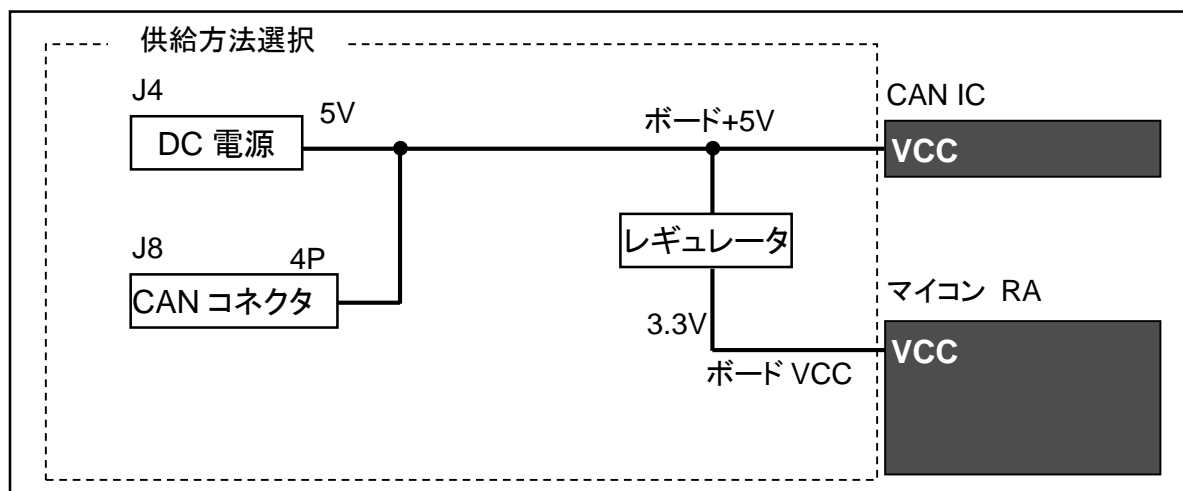 供給方法選択
J4
5V
DC 電源
ボード+5V
CAN IC
VCC
レギュレータ
J8
4P
CAN コネクタ
3.3V
ボード VCC
マイコン RA
VCC